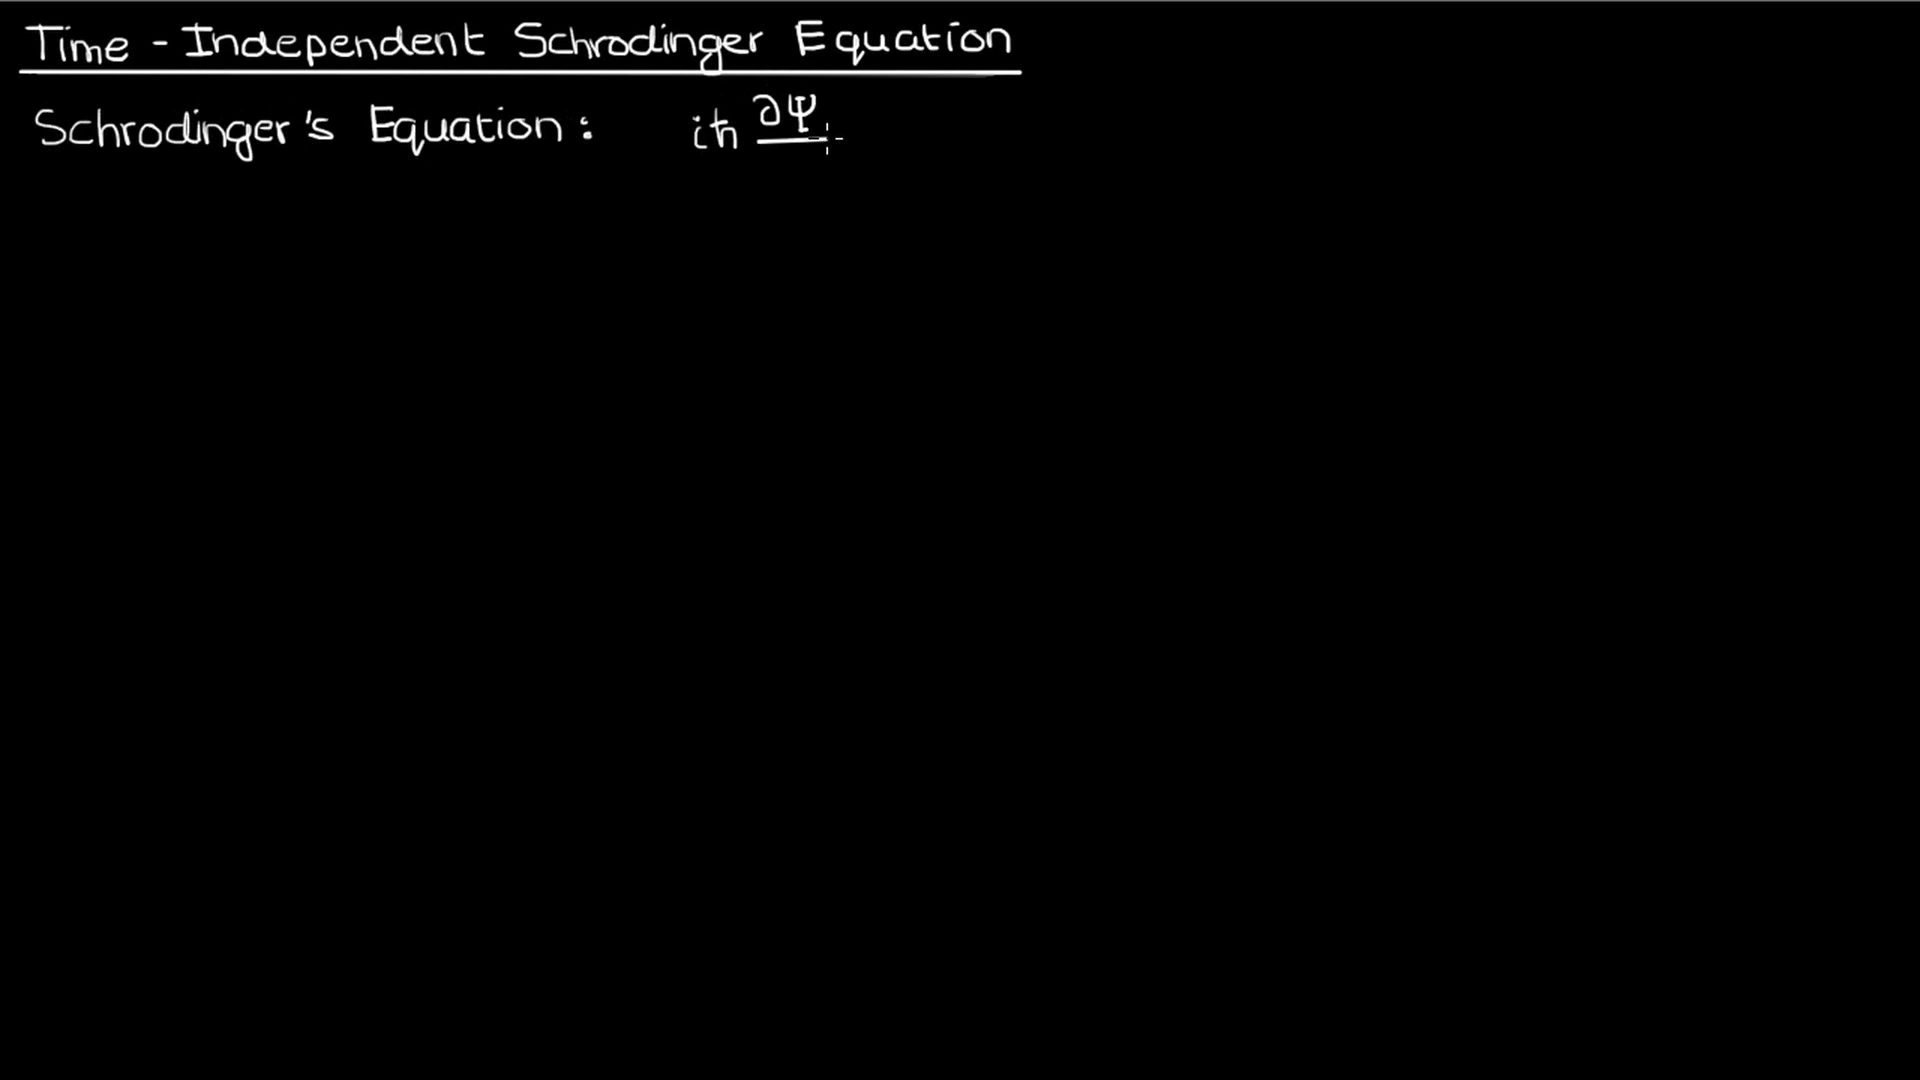 Time - Independent Schrodinger Equation
Schrodinger's Equation : iħ ∂Ψ